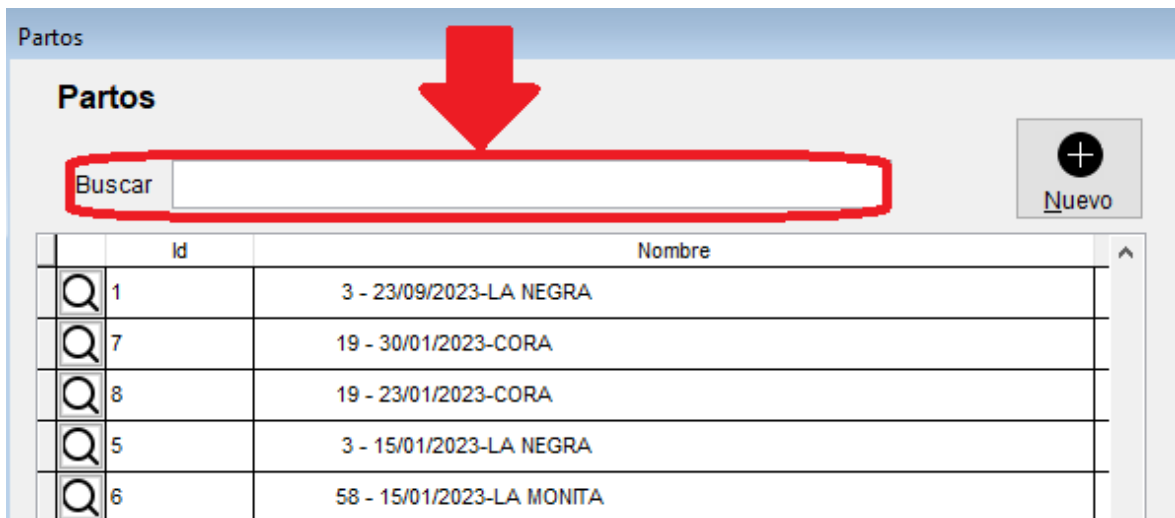 Partos
Partos
Buscar
Nuevo
Id Nombre
1 3 - 23/09/2023-LA NEGRA
7 19 - 30/01/2023-CORA
8 19 - 23/01/2023-CORA
5 3 - 15/01/2023-LA NEGRA
6 58 - 15/01/2023-LA MONITA